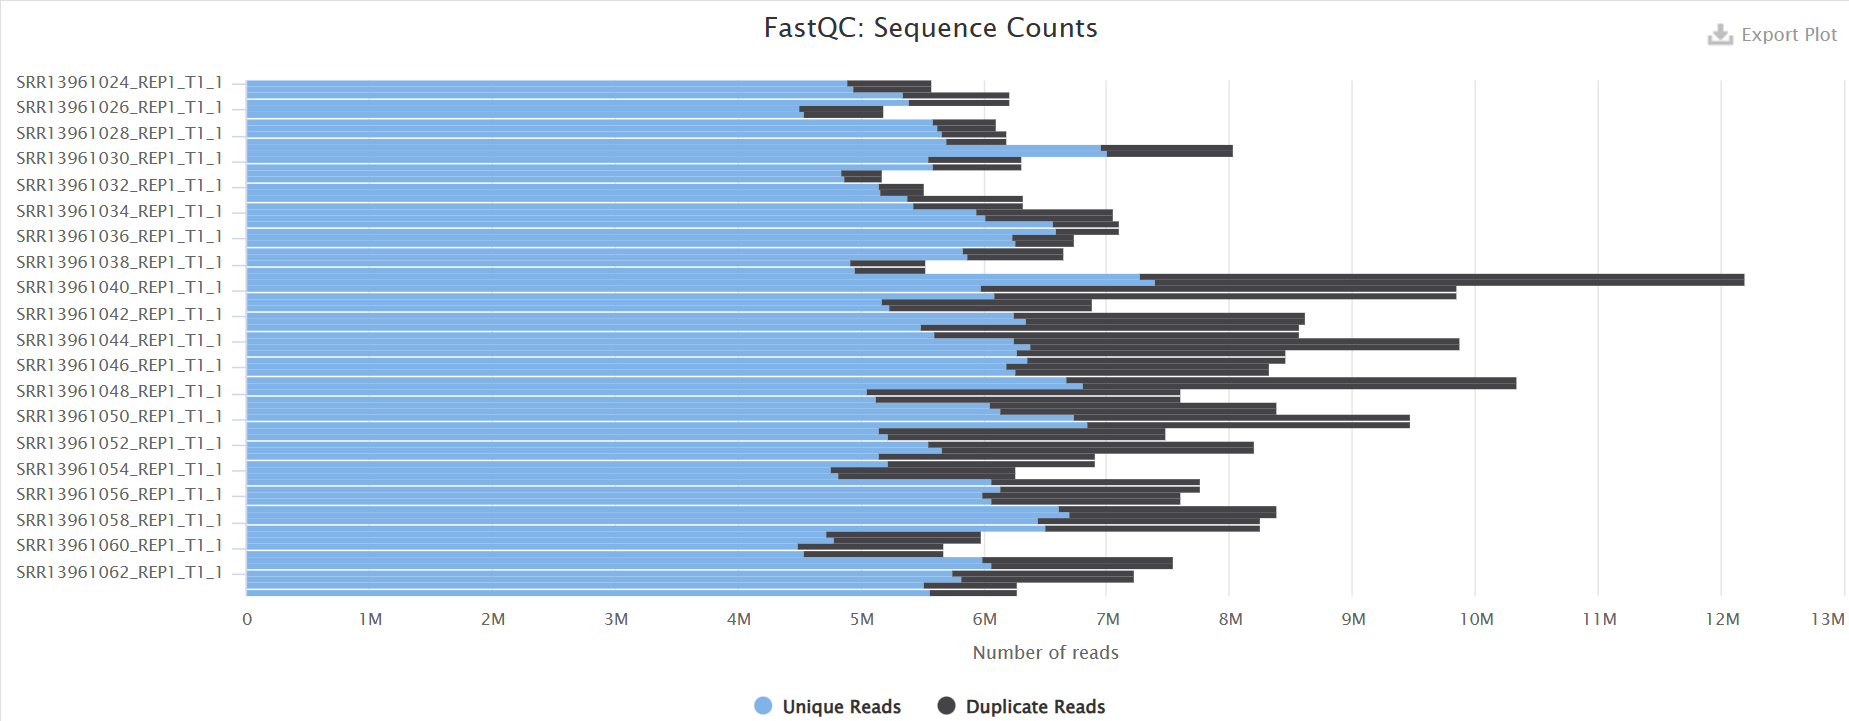 FastQC: Sequence Counts
Export Plot
SRR13961024_REP1_T1_1
SRR13961026_REP1_T1_1
SRR13961028_REP1_T1_1
SRR13961030_REP1_T1_1
SRR13961032_REP1_T1_1
SRR13961034_REP1_T1_1
SRR13961036_REP1_T1_1
SRR13961038_REP1_T1_1
SRR13961040_REP1_T1_1
SRR13961042_REP1_T1_1
SRR13961044_REP1_T1_1
SRR13961046_REP1_T1_1
SRR13961048_REP1_T1_1
SRR13961050_REP1_T1_1
SRR13961052_REP1_T1_1
SRR13961054_REP1_T1_1
SRR13961056_REP1_T1_1
SRR13961058_REP1_T1_1
SRR13961060_REP1_T1_1
SRR13961062_REP1_T1_1
0 1M 2M 3M 4M 5M 6M 7M 8M 9M 10M 11M 12M 13M
Number of reads
Unique Reads Duplicate Reads